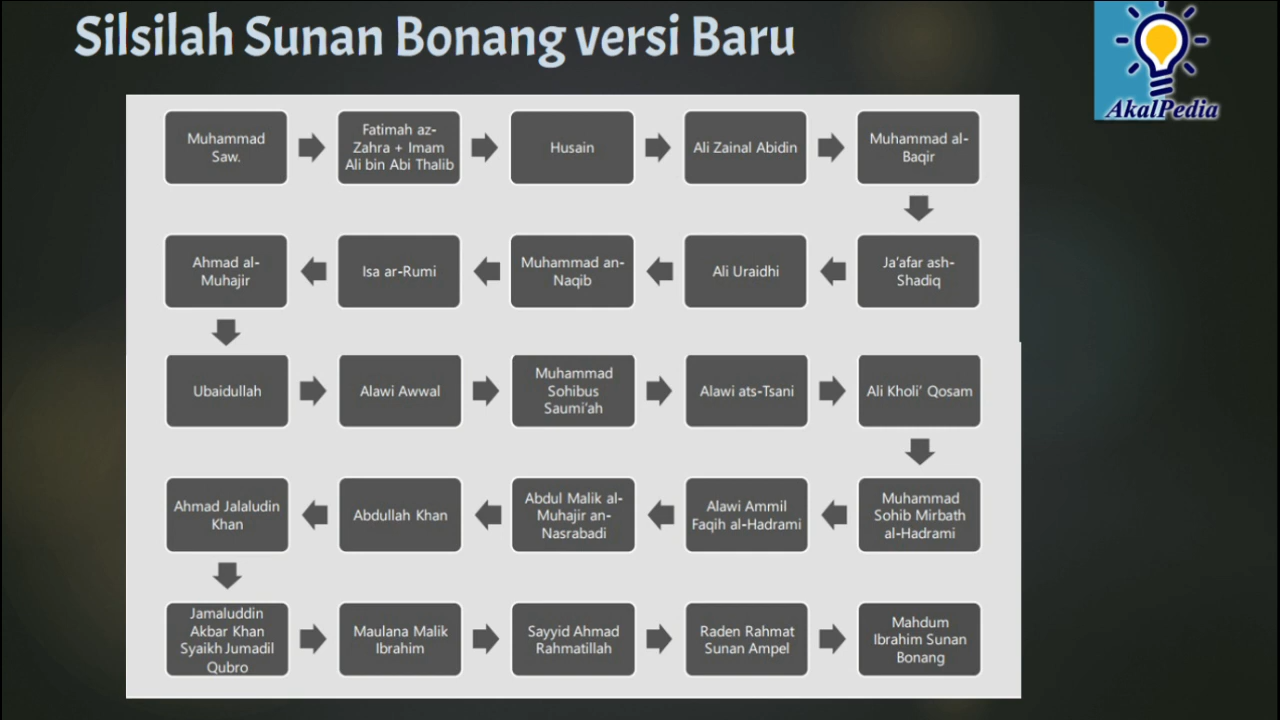 Silsilah Sunan Bonang versi Baru
AkalPedia
Muhammad
Saw.
Fatimah az-
Zahra + Imam
Ali bin Abi Thalib
Husain
Ali Zainal Abidin
Muhammad al-
Baqir
Ja'afar ash-
Shadiq
Ali Uraidhi
Muhammad an-
Naqib
Isa ar-Rumi
Ahmad al-
Muhajir
Ubaidullah
Alawi Awwal
Muhammad
Sohibus
Saumi'ah
Alawi ats-Tsani
Ali Kholi' Qosam
Muhammad
Sohib Mirbath
al-Hadrami
Alawi Ammil
Faqih al-Hadrami
Abdul Malik al-
Muhajir an-
Nasrabadi
Abdullah Khan
Ahmad Jalaludin
Khan
Jamaluddin
Akbar Khan
Syaikh Jumadil
Qubro
Maulana Malik
Ibrahim
Sayyid Ahmad
Rahmatillah
Raden Rahmat
Sunan Ampel
Mahdum
Ibrahim Sunan
Bonang